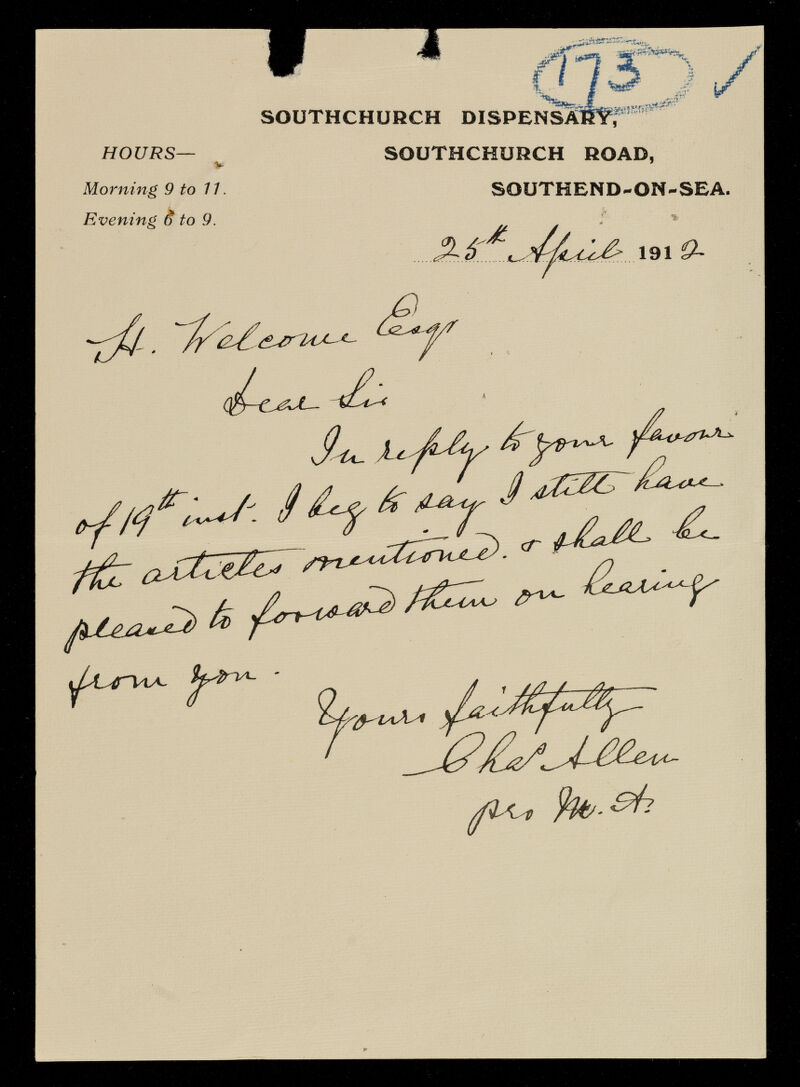 173
SOUTHCHURCH DISPENSARY,
HOURS— SOUTHCHURCH ROAD,
Morning 9 to 11. SOUTHEND-ON-SEA.
Evening 6 to 9.
25th April 1912
H. Welcome Esqr
Dear Sir
In reply to your favour
of 19th inst. I beg to say I still have
the articles mentioned. & shall be
pleased to forward them on hearing
from you.
Yours faithfully
Chas Allen
pro M. A.